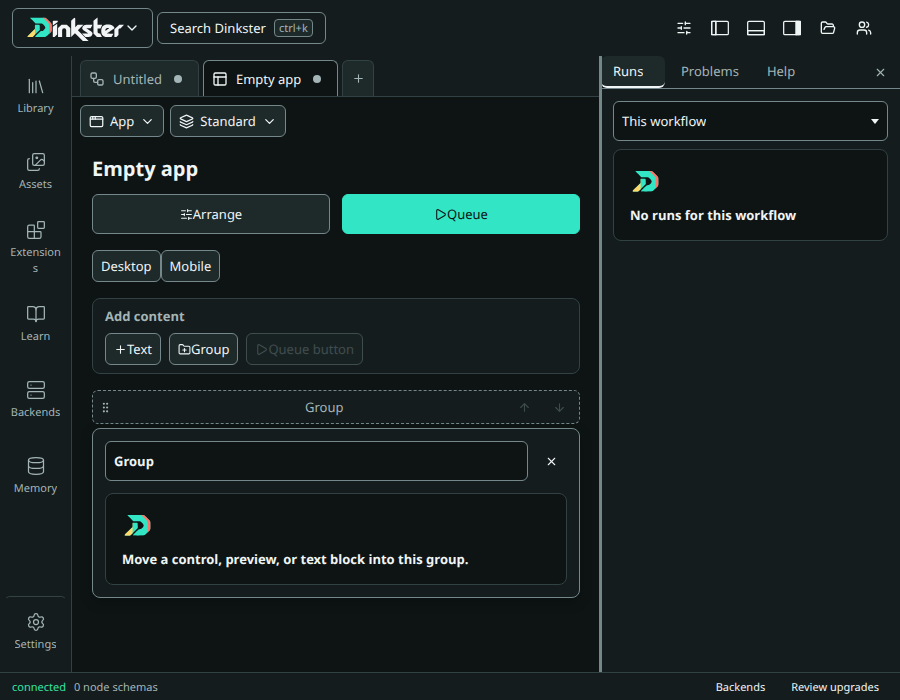 Dinkster
Search Dinkster ctrl+k
Library
Assets
Extension
s
Learn
Backends
Memory
Settings
Untitled
Empty app
App
Standard
Empty app
Arrange
Queue
Desktop
Mobile
Add content
Text
Group
Queue button
Group
Group
Move a control, preview, or text block into this group.
Runs
Problems
Help
This workflow
No runs for this workflow
connected
0 node schemas
Backends
Review upgrades